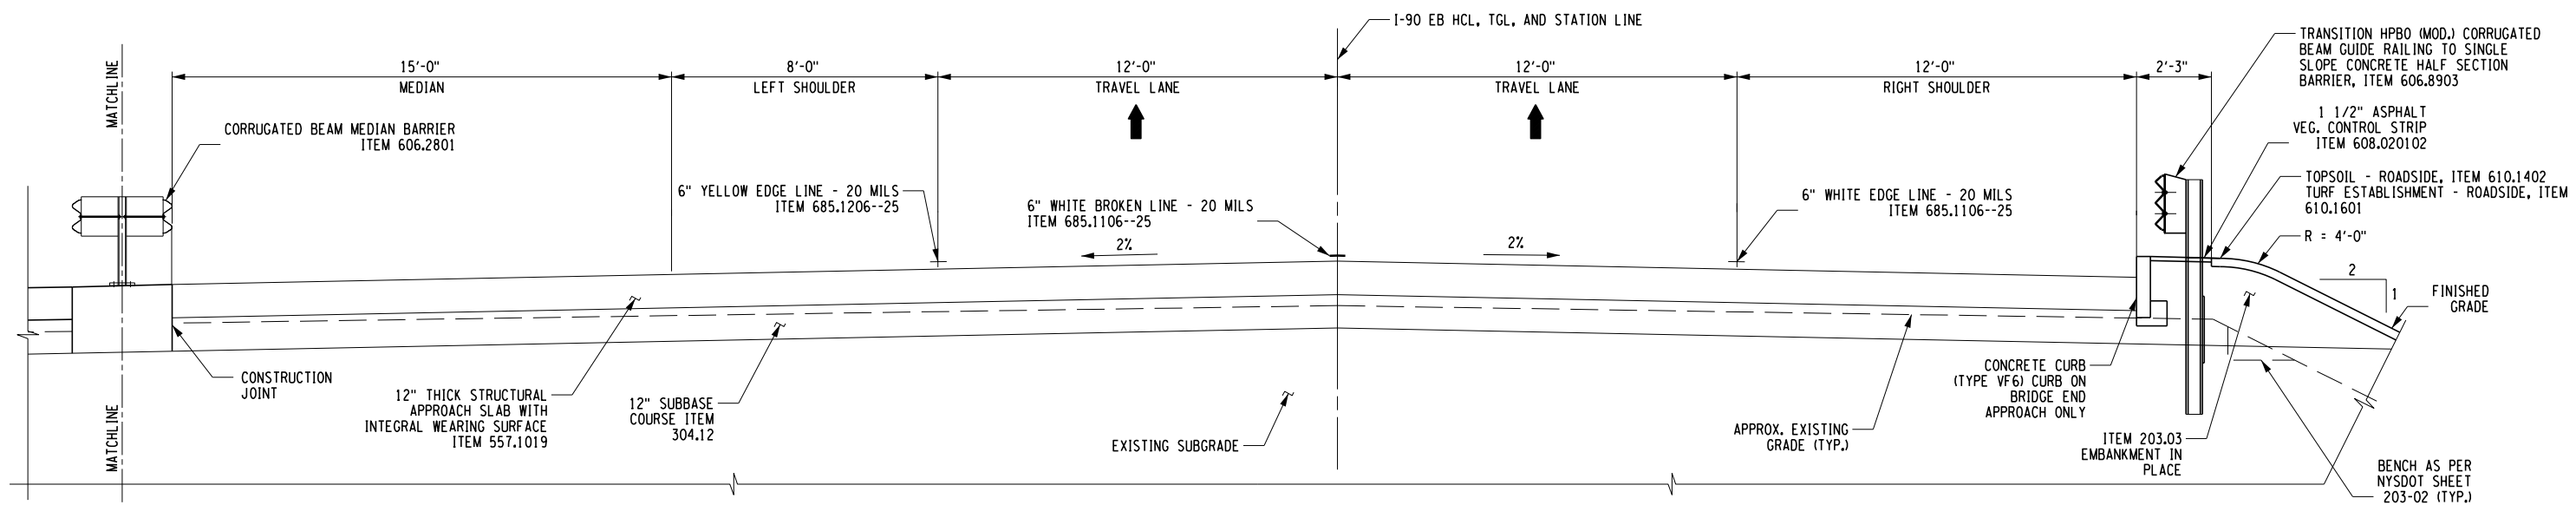 I-90 EB HCL, TGL, AND STATION LINE
TRANSITION HPBO (MOD.) CORRUGATED
BEAM GUIDE RAILING TO SINGLE
SLOPE CONCRETE HALF SECTION
BARRIER, ITEM 606.8903
MATCHLINE
15'-0"
MEDIAN
8'-0"
LEFT SHOULDER
12'-0"
TRAVEL LANE
12'-0"
TRAVEL LANE
12'-0"
RIGHT SHOULDER
2'-3"
1 1/2" ASPHALT
VEG. CONTROL STRIP
ITEM 608.020102
CORRUGATED BEAM MEDIAN BARRIER
ITEM 606.2801
TOPSOIL - ROADSIDE, ITEM 610.1402
TURF ESTABLISHMENT - ROADSIDE, ITEM
610.1601
6" YELLOW EDGE LINE - 20 MILS
ITEM 685.1206--25
6" WHITE BROKEN LINE - 20 MILS
ITEM 685.1106--25
6" WHITE EDGE LINE - 20 MILS
ITEM 685.1106--25
R = 4'-0"
2%
2%
2
1
FINISHED
GRADE
CONSTRUCTION
JOINT
12" THICK STRUCTURAL
APPROACH SLAB WITH
INTEGRAL WEARING SURFACE
ITEM 557.1019
12" SUBBASE
COURSE ITEM
304.12
EXISTING SUBGRADE
APPROX. EXISTING
GRADE (TYP.)
CONCRETE CURB
(TYPE VF6) CURB ON
BRIDGE END
APPROACH ONLY
ITEM 203.03
EMBANKMENT IN
PLACE
BENCH AS PER
NYSDOT SHEET
203-02 (TYP.)
MATCHLINE